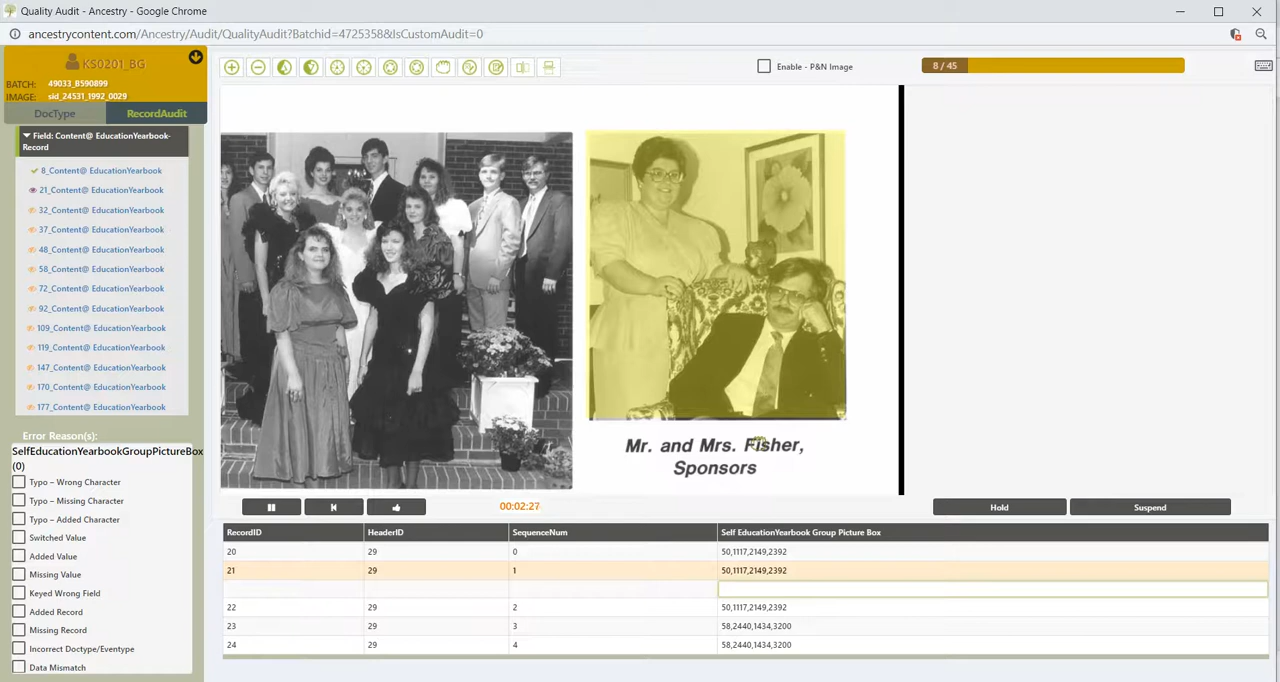 Quality Audit - Ancestry - Google Chrome
ancestrycontent.com/Ancestry/Audit/QualityAudit?Batchid=4725358&IsCustomAudit=0
KS0201_BG
BATCH: 49033_B590899
IMAGE: sid_24531_1992_0029
DocType RecordAudit
Enable - P&N Image
8 / 45
Field: Content@ EducationYearbook-
Record
8_Content@ EducationYearbook
21_Content@ EducationYearbook
32_Content@ EducationYearbook
37_Content@ EducationYearbook
48_Content@ EducationYearbook
58_Content@ EducationYearbook
72_Content@ EducationYearbook
92_Content@ EducationYearbook
109_Content@ EducationYearbook
119_Content@ EducationYearbook
147_Content@ EducationYearbook
170_Content@ EducationYearbook
177_Content@ EducationYearbook
Mr. and Mrs. Fisher,
Sponsors
Error Reason(s):
SelfEducationYearbookGroupPictureBox
(0)
Typo – Wrong Character
Typo – Missing Character
Typo – Added Character
Switched Value
Added Value
Missing Value
Keyed Wrong Field
Added Record
Missing Record
Incorrect Doctype/Eventype
Data Mismatch
00:02:27
Hold Suspend
RecordID HeaderID SequenceNum Self EducationYearbook Group Picture Box
20 29 0 50,1117,2149,2392
21 29 1 50,1117,2149,2392
22 29 2 50,1117,2149,2392
23 29 3 58,2440,1434,3200
24 29 4 58,2440,1434,3200